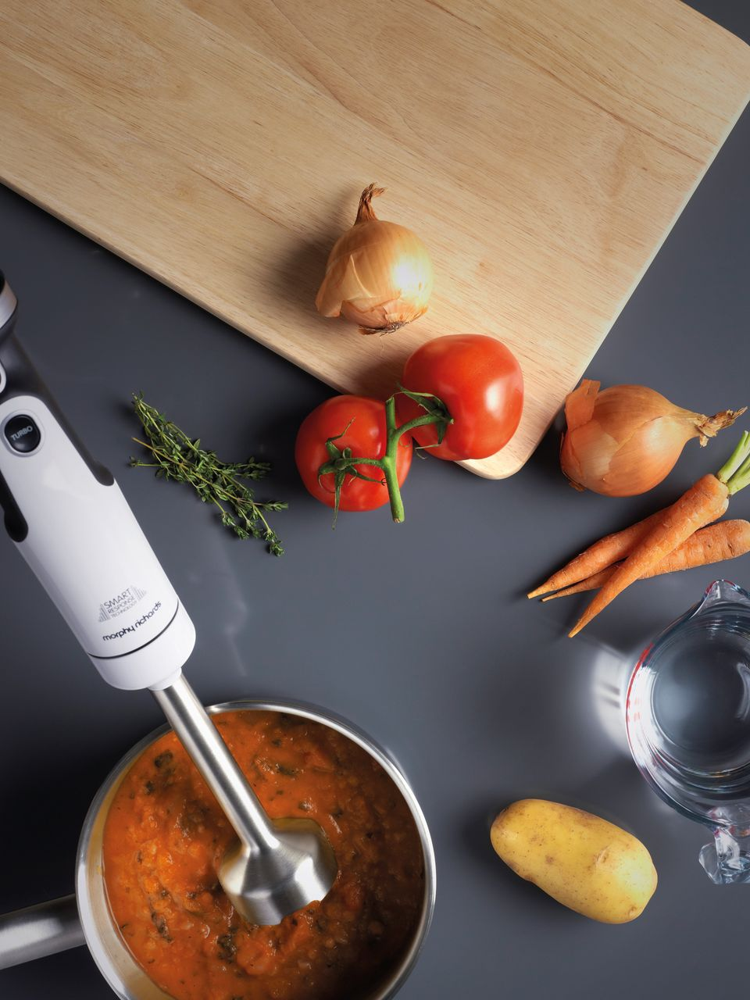 TURBO
SMART
RESPONSE
TECHNOLOGY
morphy richards